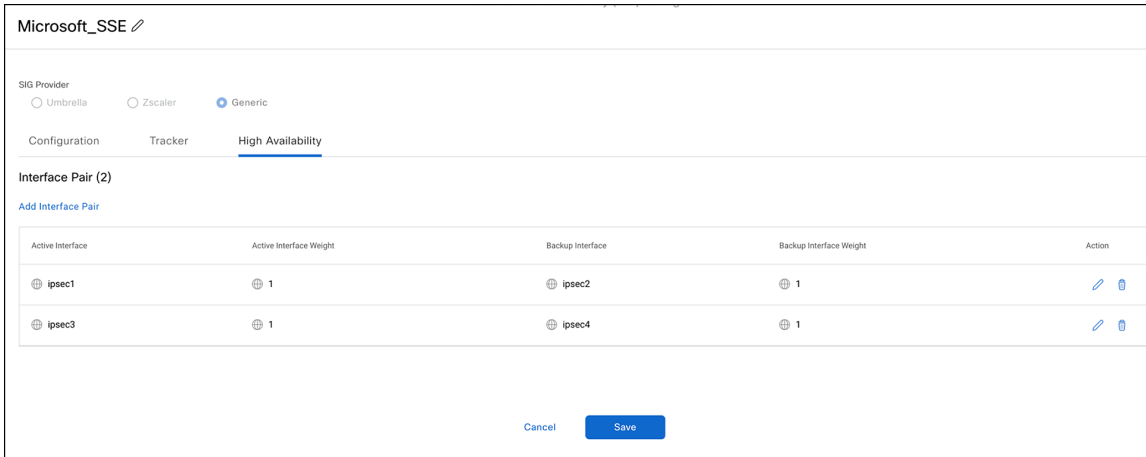 Microsoft_SSE
SIG Provider
Umbrella Zscaler Generic
Configuration Tracker High Availability
Interface Pair (2)
Add Interface Pair
Active Interface Active Interface Weight Backup Interface Backup Interface Weight Action
ipsec1 1 ipsec2 1
ipsec3 1 ipsec4 1
Cancel Save